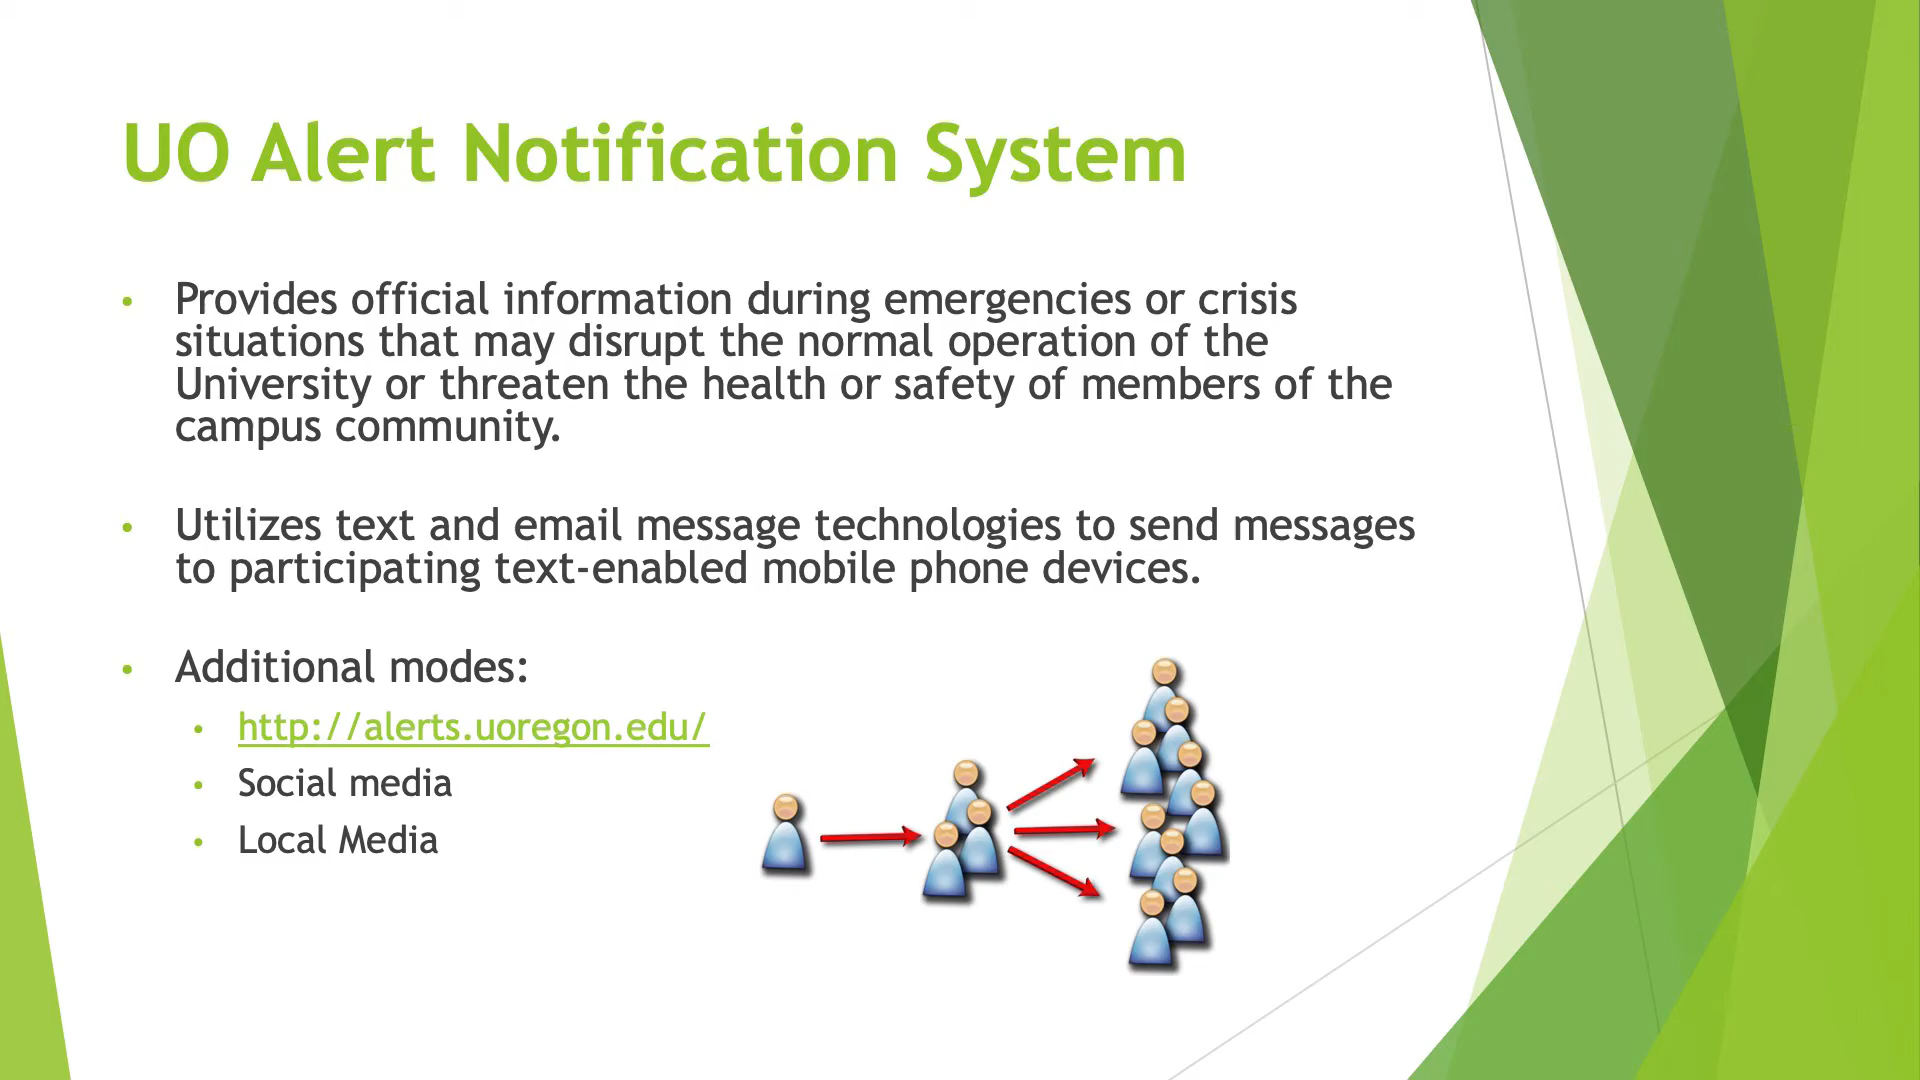 UO Alert Notification System
• Provides official information during emergencies or crisis
situations that may disrupt the normal operation of the
University or threaten the health or safety of members of the
campus community.
• Utilizes text and email message technologies to send messages
to participating text-enabled mobile phone devices.
• Additional modes:
• http://alerts.uoregon.edu/
• Social media
• Local Media